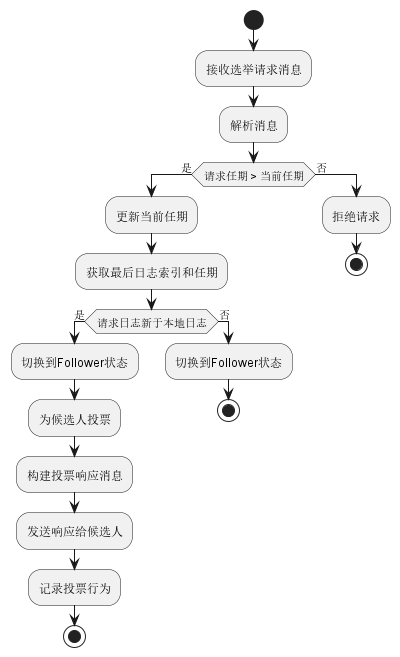 接收选举请求消息
解析消息
是
请求任期 > 当前任期
否
更新当前任期
拒绝请求
获取最后日志索引和任期
是
请求日志新于本地日志
否
切换到Follower状态
切换到Follower状态
为候选人投票
构建投票响应消息
发送响应给候选人
记录投票行为